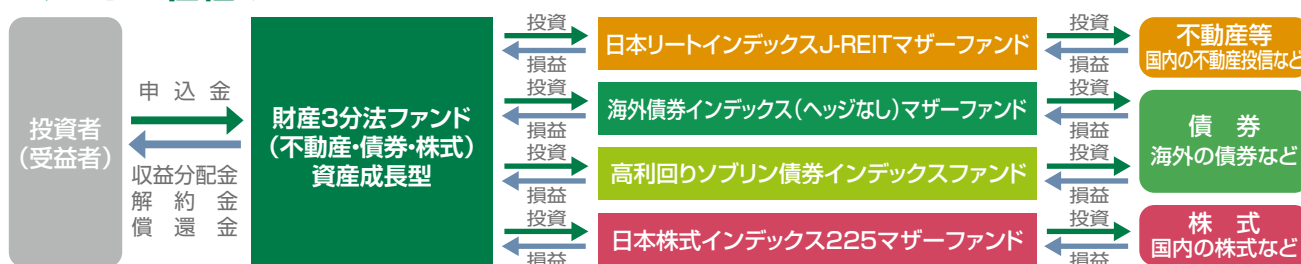 投資者
(受益者)
申込金
収益分配金
解約金
償還金
財産3分法ファンド
(不動産・債券・株式)
資産成長型
投資
損益
日本リートインデックスJ-REITマザーファンド
投資
損益
不動産等
国内の不動産投信など
投資
損益
海外債券インデックス(ヘッジなし)マザーファンド
投資
損益
債券
海外の債券など
投資
損益
高利回りソブリン債券インデックスファンド
投資
損益
投資
損益
日本株式インデックス225マザーファンド
投資
損益
株式
国内の株式など